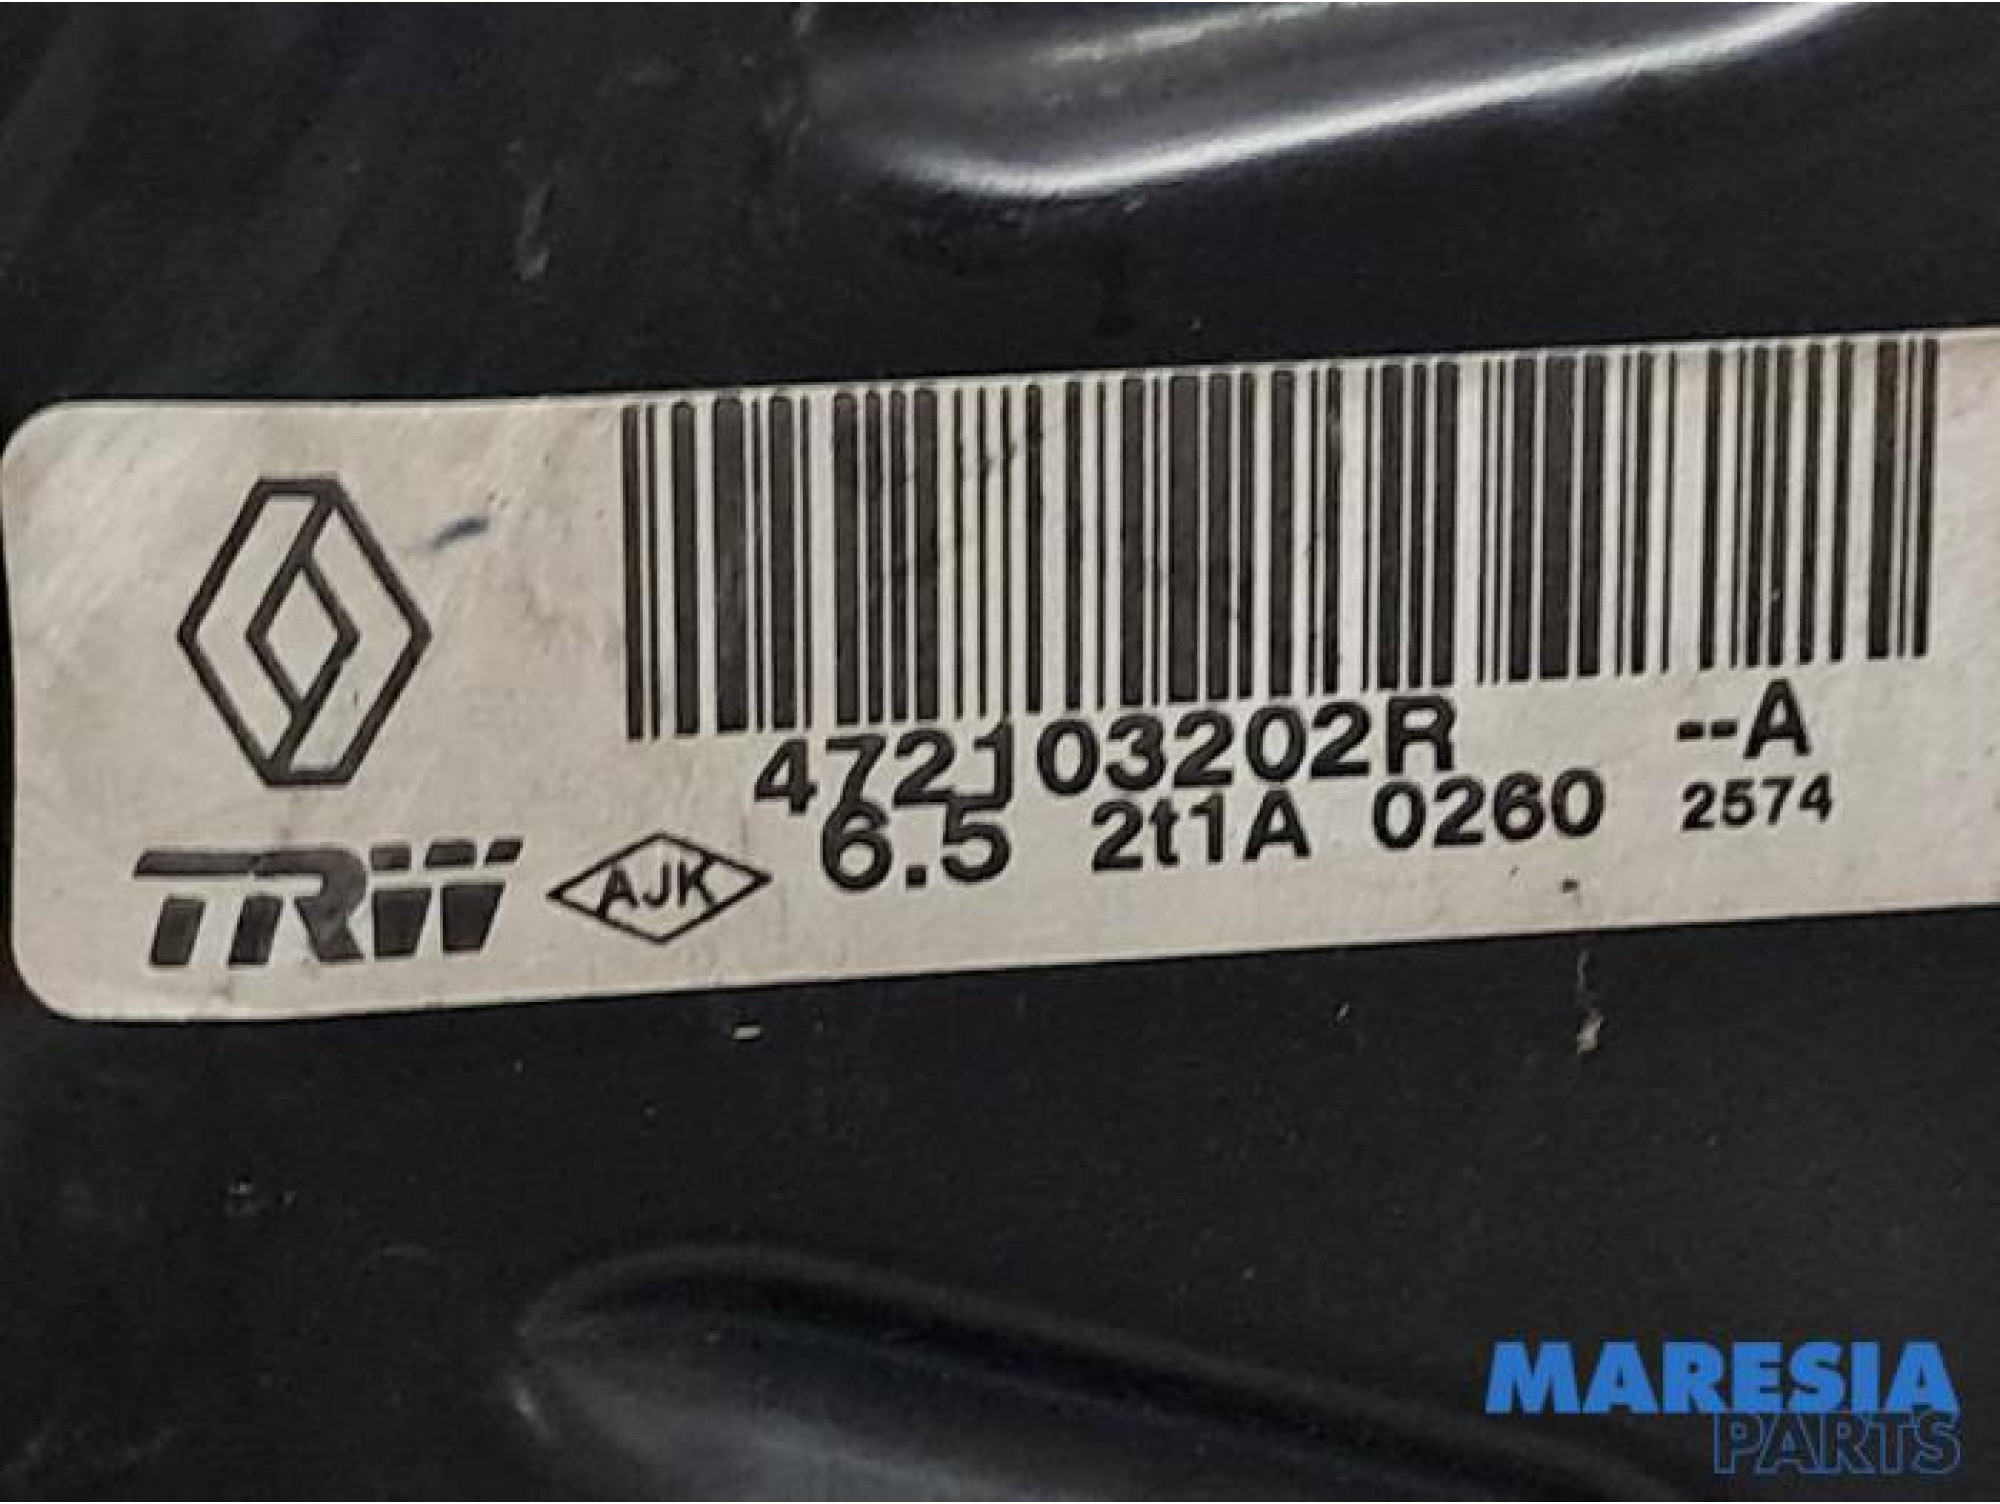 472103202R --A
TRW AJK 6.5 2t1A 0260 2574
MARESIA
PARTS